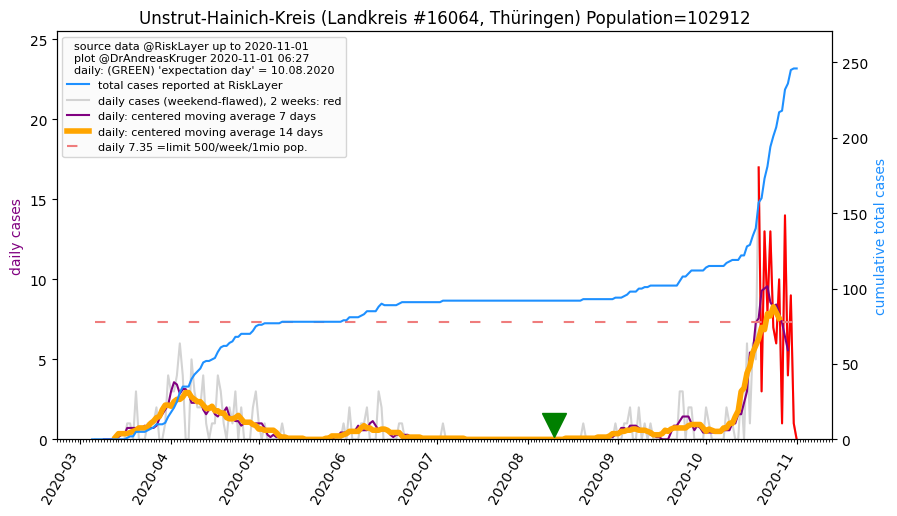 Unstrut-Hainich-Kreis (Landkreis #16064, Thüringen) Population=102912
source data @RiskLayer up to 2020-11-01
plot @DrAndreasKruger 2020-11-01 06:27
daily: (GREEN) 'expectation day' = 10.08.2020
total cases reported at RiskLayer
daily cases (weekend-flawed), 2 weeks: red
daily: centered moving average 7 days
daily: centered moving average 14 days
daily 7.35 =limit 500/week/1mio pop.
daily cases
25
20
15
10
5
0
cumulative total cases
250
200
150
100
50
0
2020-03
2020-04
2020-05
2020-06
2020-07
2020-08
2020-09
2020-10
2020-11